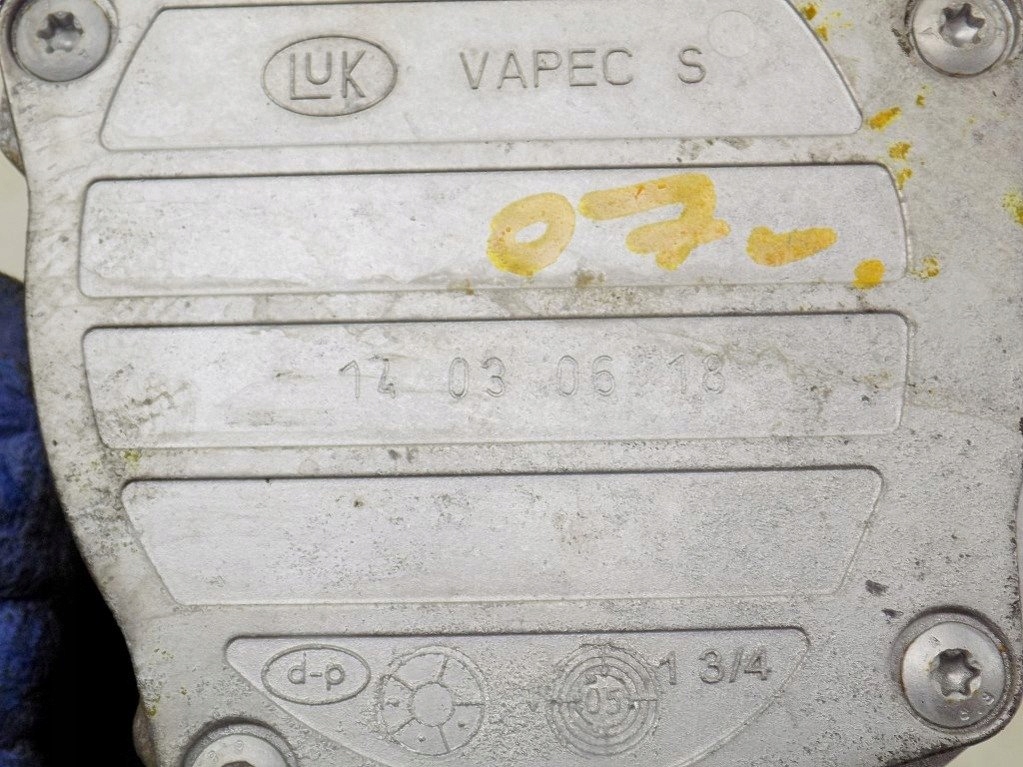 LUK VAPEC S
07-.
14 03 06 18
d-p 05 1 3/4